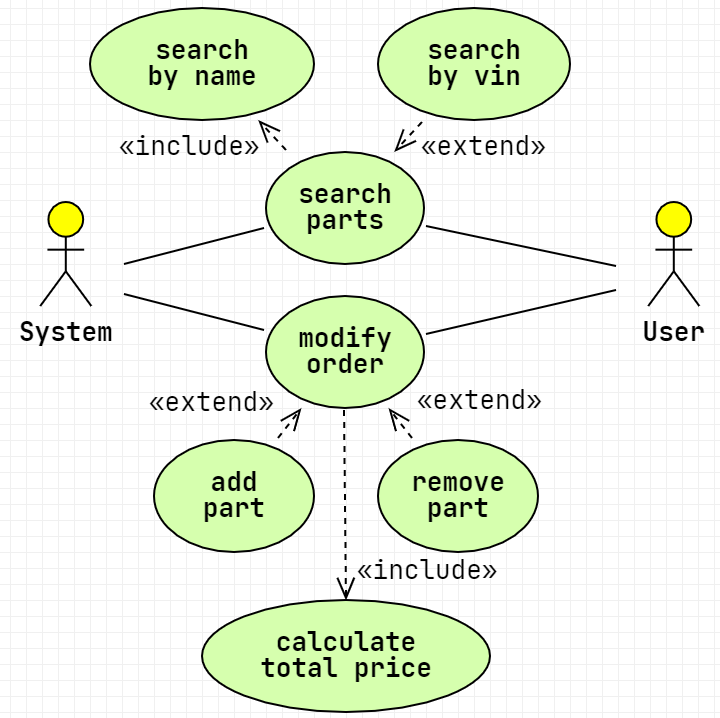 search
by name
search
by vin
«include»
«extend»
search
parts
System
User
modify
order
«extend»
«extend»
add
part
remove
part
«include»
calculate
total price